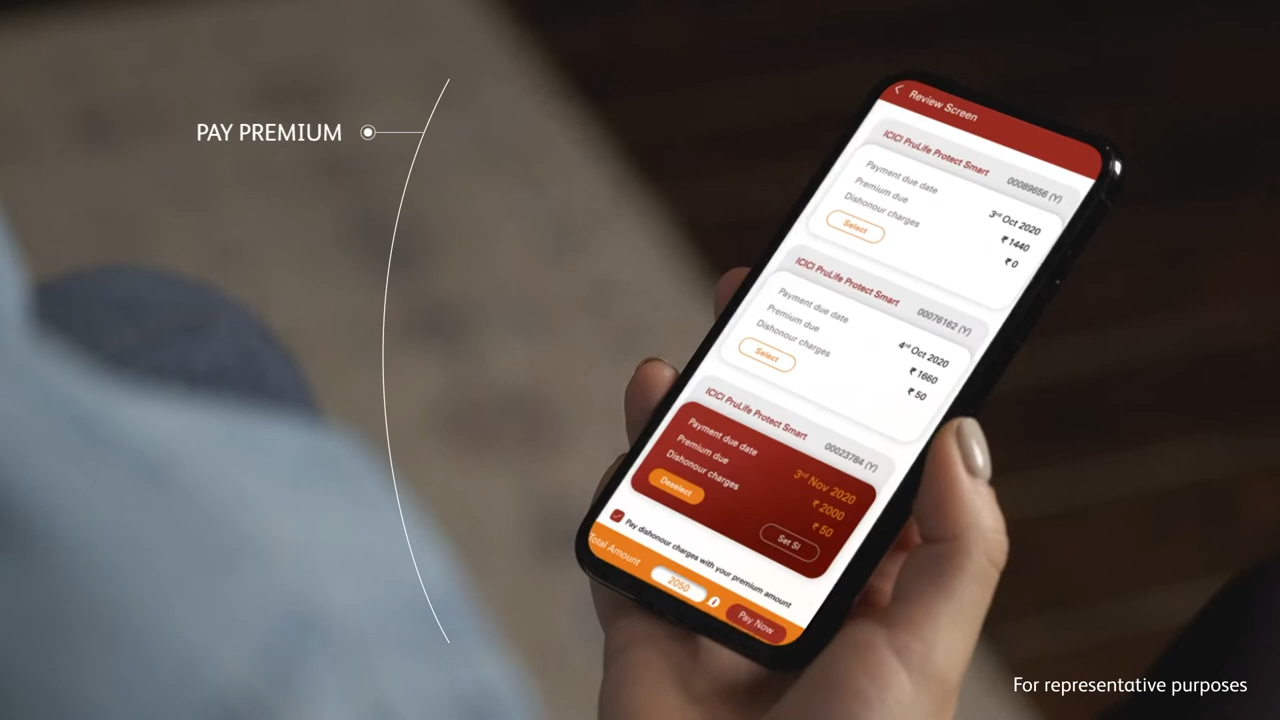 PAY PREMIUM
Review Screen
ICICI PruLife Protect Smart 00089656 (Y)
Payment due date 3rd Oct 2020
Premium due ₹ 1440
Dishonour charges ₹ 0
Select
ICICI PruLife Protect Smart 00076162 (Y)
Payment due date 4rd Oct 2020
Premium due ₹ 1660
Dishonour charges ₹ 50
Select
ICICI PruLife Protect Smart 00023784 (Y)
Payment due date 3rd Nov 2020
Premium due ₹ 2000
Dishonour charges ₹ 50
Deselect Set SI
Pay dishonour charges with your premium amount
Total Amount 2050 i Pay Now
For representative purposes